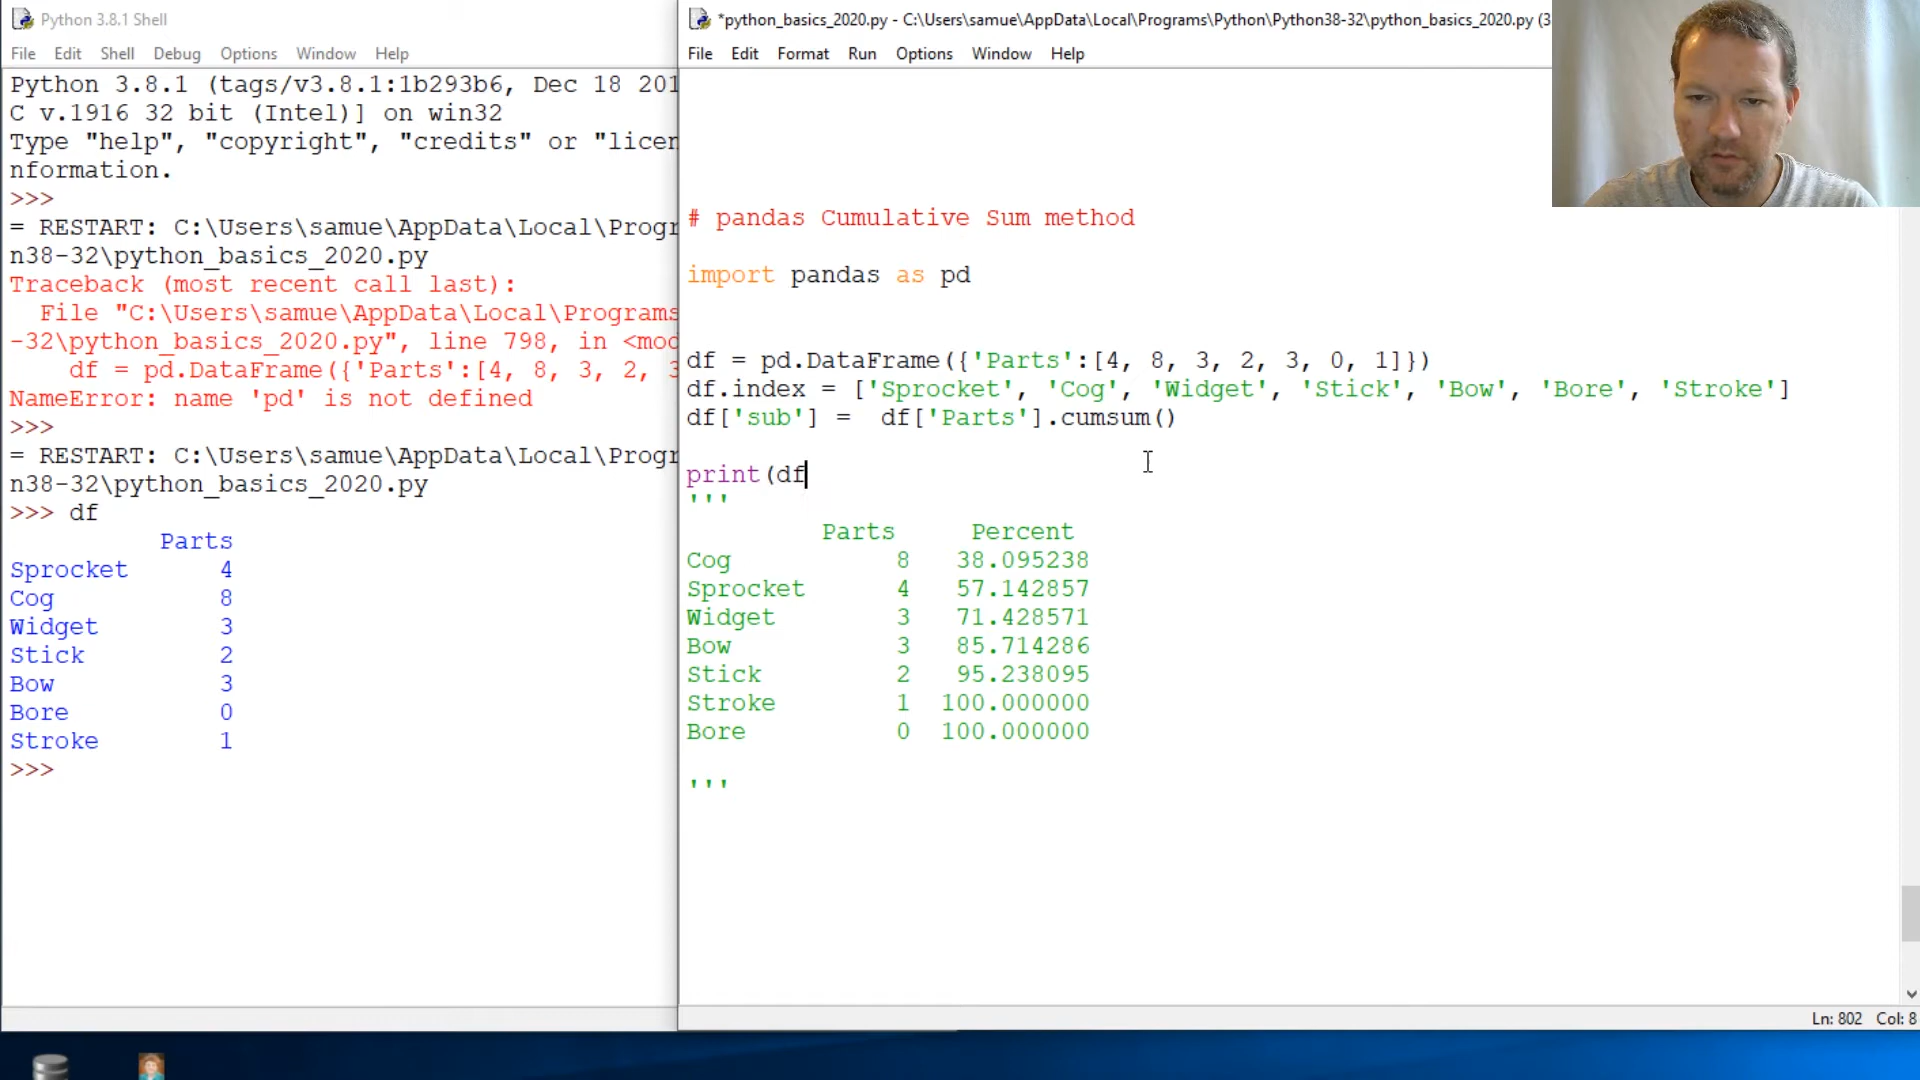 Python 3.8.1 Shell
File Edit Shell Debug Options Window Help
Python 3.8.1 (tags/v3.8.1:1b293b6, Dec 18 201
C v.1916 32 bit (Intel)] on win32
Type "help", "copyright", "credits" or "licen
nformation.
>>>
= RESTART: C:\Users\samue\AppData\Local\Progr
n38-32\python_basics_2020.py
Traceback (most recent call last):
  File "C:\Users\samue\AppData\Local\Programs
-32\python_basics_2020.py", line 798, in <mod
    df = pd.DataFrame({'Parts':[4, 8, 3, 2, 3
NameError: name 'pd' is not defined
>>>
= RESTART: C:\Users\samue\AppData\Local\Progr
n38-32\python_basics_2020.py
>>> df
          Parts
Sprocket      4
Cog           8
Widget        3
Stick         2
Bow           3
Bore          0
Stroke        1
>>>
*python_basics_2020.py - C:\Users\samue\AppData\Local\Programs\Python\Python38-32\python_basics_2020.py (3
File Edit Format Run Options Window Help
# pandas Cumulative Sum method
import pandas as pd
df = pd.DataFrame({'Parts':[4, 8, 3, 2, 3, 0, 1]})
df.index = ['Sprocket', 'Cog', 'Widget', 'Stick', 'Bow', 'Bore', 'Stroke']
df['sub'] =  df['Parts'].cumsum()
print(df
'''
         Parts     Percent
Cog           8   38.095238
Sprocket      4   57.142857
Widget        3   71.428571
Bow           3   85.714286
Stick         2   95.238095
Stroke        1  100.000000
Bore          0  100.000000
'''
Ln: 802 Col: 8